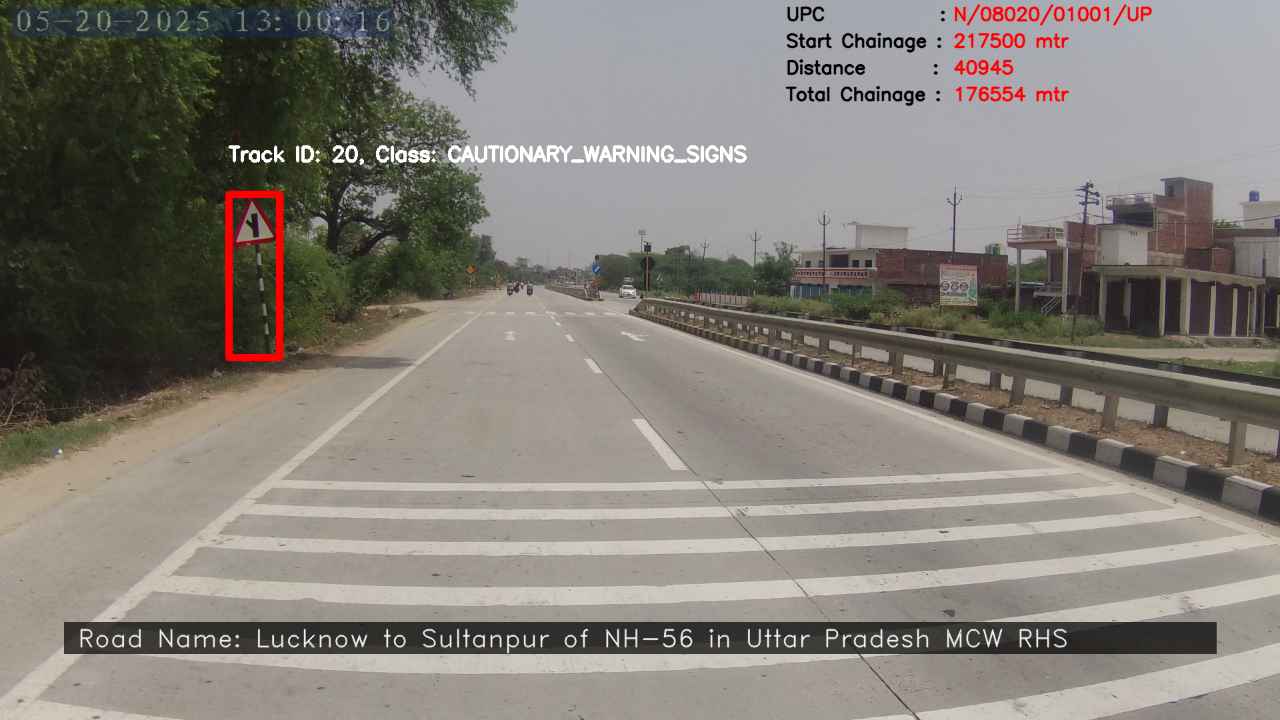 05-20-2025 13:00:16
UPC : N/08020/01001/UP
Start Chainage : 217500 mtr
Distance : 40945
Total Chainage : 176554 mtr
Track ID: 20, Class: CAUTIONARY_WARNING_SIGNS
Road Name: Lucknow to Sultanpur of NH-56 in Uttar Pradesh MCW RHS